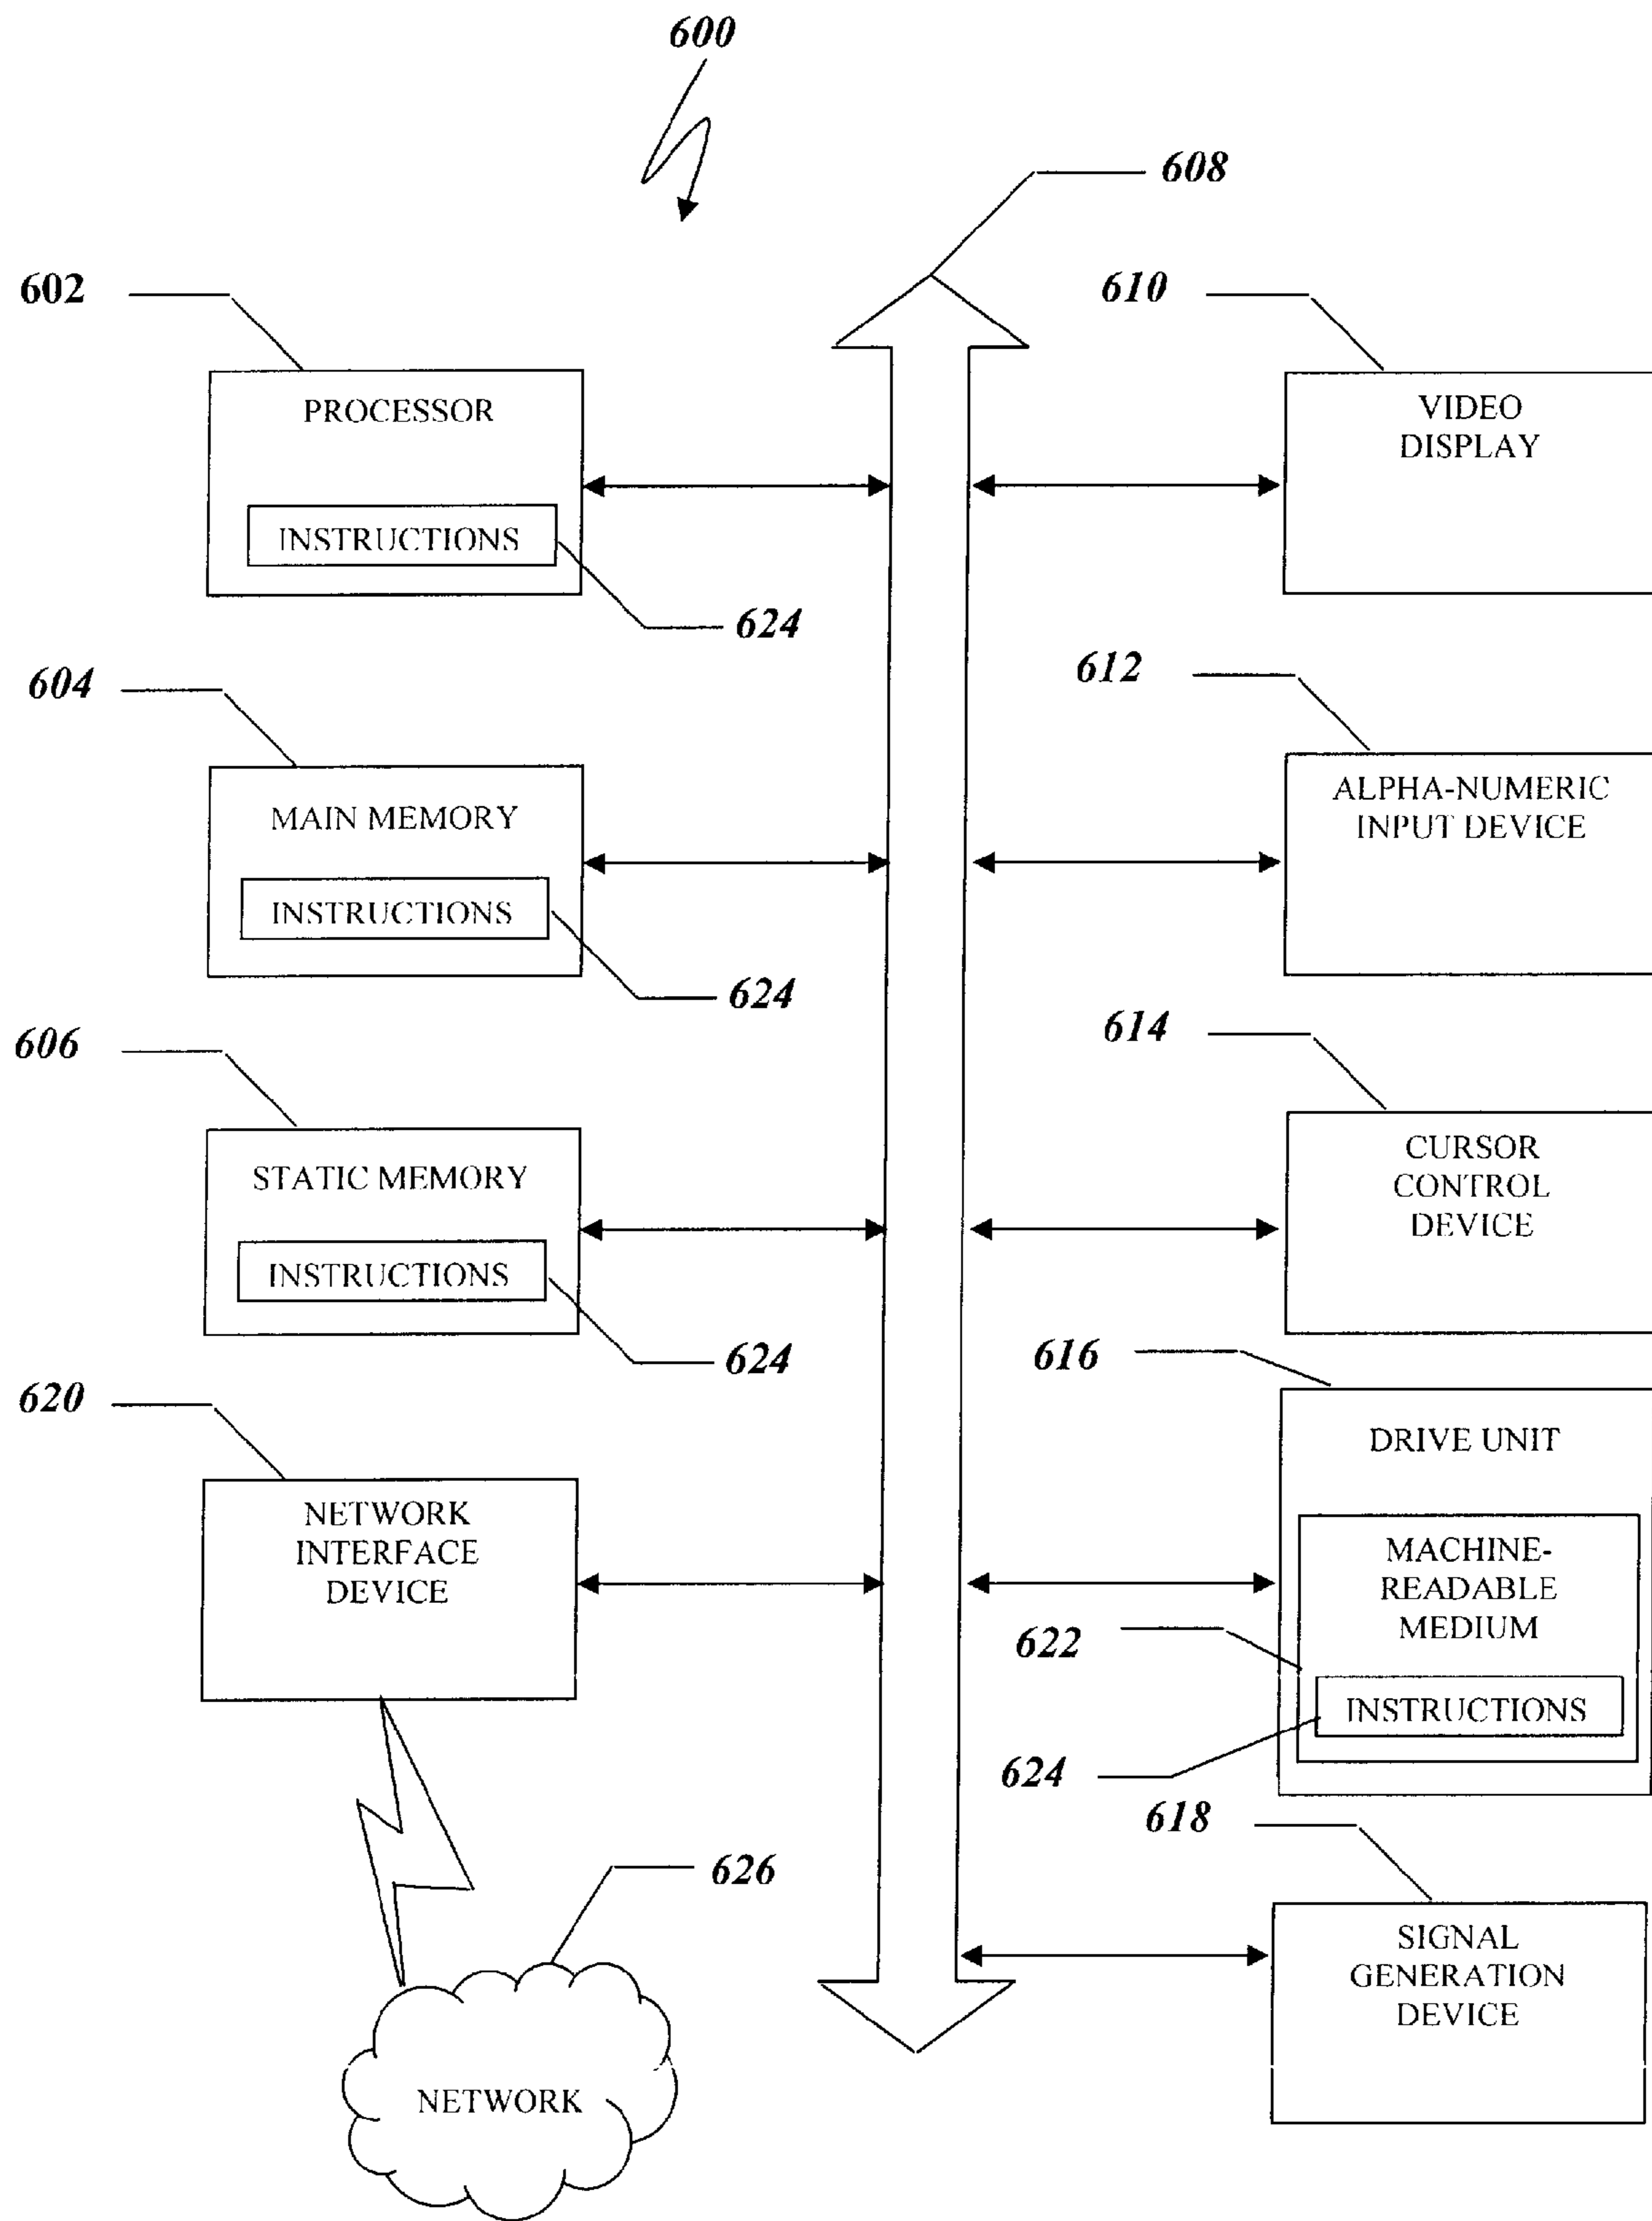 600
608
602
610
PROCESSOR
INSTRUCTIONS
624
VIDEO
DISPLAY
604
612
MAIN MEMORY
INSTRUCTIONS
624
ALPHA-NUMERIC
INPUT DEVICE
606
614
STATIC MEMORY
INSTRUCTIONS
624
CURSOR
CONTROL
DEVICE
620
616
NETWORK
INTERFACE
DEVICE
DRIVE UNIT
MACHINE-
READABLE
MEDIUM
622
INSTRUCTIONS
624
618
626
SIGNAL
GENERATION
DEVICE
NETWORK